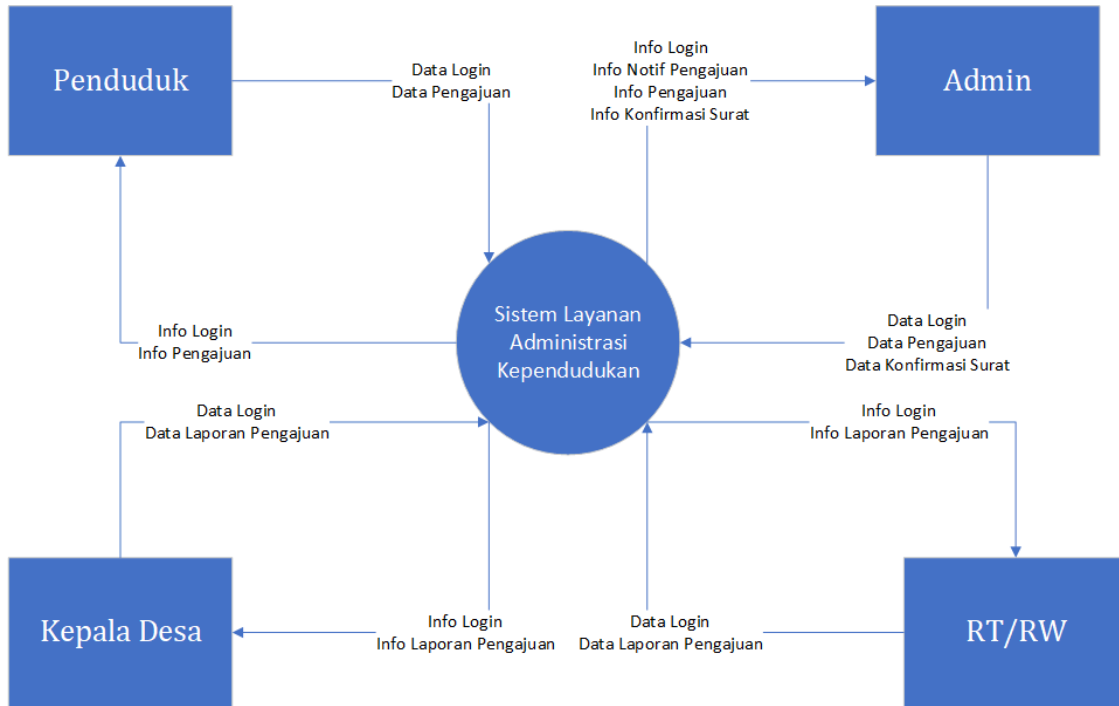 Penduduk
Data Login
Data Pengajuan
Info Login
Info Notif Pengajuan
Info Pengajuan
Info Konfirmasi Surat
Admin
Sistem Layanan
Administrasi
Kependudukan
Info Login
Info Pengajuan
Data Login
Data Pengajuan
Data Konfirmasi Surat
Data Login
Data Laporan Pengajuan
Info Login
Info Laporan Pengajuan
Kepala Desa
Info Login
Info Laporan Pengajuan
Data Login
Data Laporan Pengajuan
RT/RW